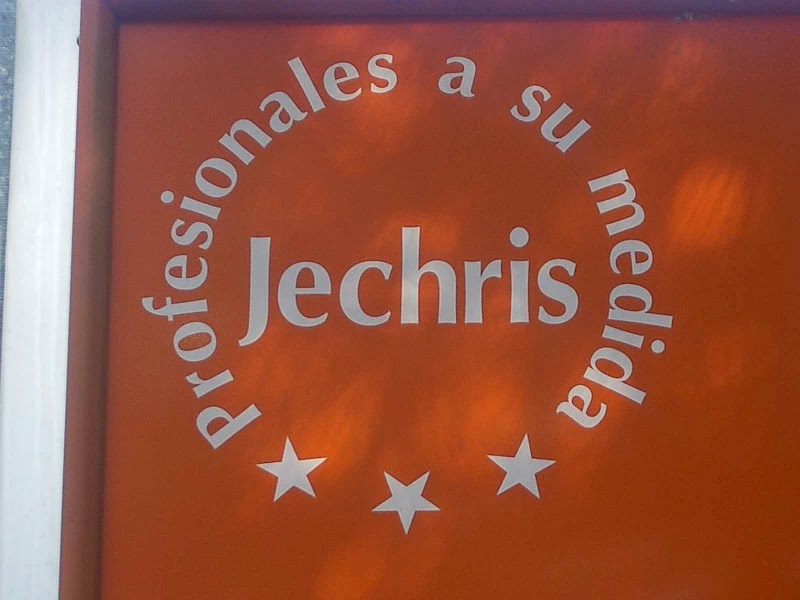 Profesionales a su medida
Jechris